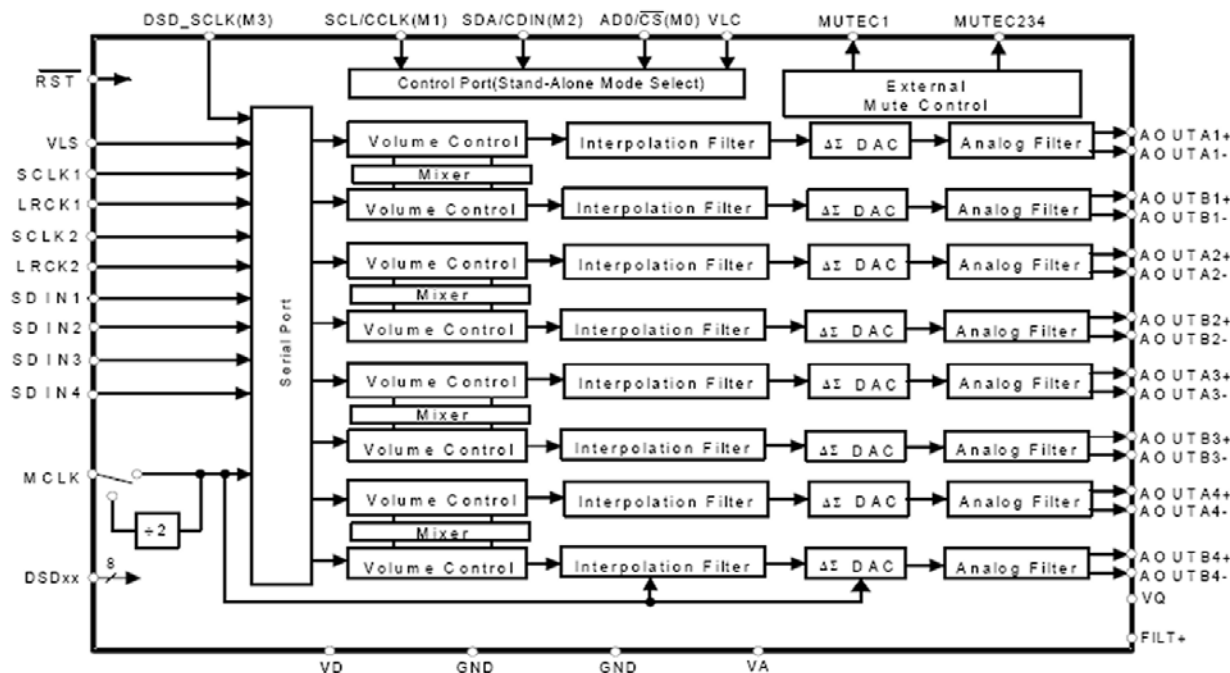 DSD_SCLK(M3) SCL/CCLK(M1) SDA/CDIN(M2) AD0/CS(M0) VLC MUTEC1 MUTEC234
RST
Control Port(Stand-Alone Mode Select)
External
Mute Control
VLS
SCLK1
LRCK1
SCLK2
LRCK2
SDIN1
SDIN2
SDIN3
SDIN4
MCLK
÷2
8
DSDxx
Serial Port
Volume Control Interpolation Filter ΔΣ DAC Analog Filter AOUTA1+
AOUTA1-
Mixer
Volume Control Interpolation Filter ΔΣ DAC Analog Filter AOUTB1+
AOUTB1-
Volume Control Interpolation Filter ΔΣ DAC Analog Filter AOUTA2+
AOUTA2-
Mixer
Volume Control Interpolation Filter ΔΣ DAC Analog Filter AOUTB2+
AOUTB2-
Volume Control Interpolation Filter ΔΣ DAC Analog Filter AOUTA3+
AOUTA3-
Mixer
Volume Control Interpolation Filter ΔΣ DAC Analog Filter AOUTB3+
AOUTB3-
Volume Control Interpolation Filter ΔΣ DAC Analog Filter AOUTA4+
AOUTA4-
Mixer
Volume Control Interpolation Filter ΔΣ DAC Analog Filter AOUTB4+
AOUTB4-
VQ
FILT+
VD GND GND VA